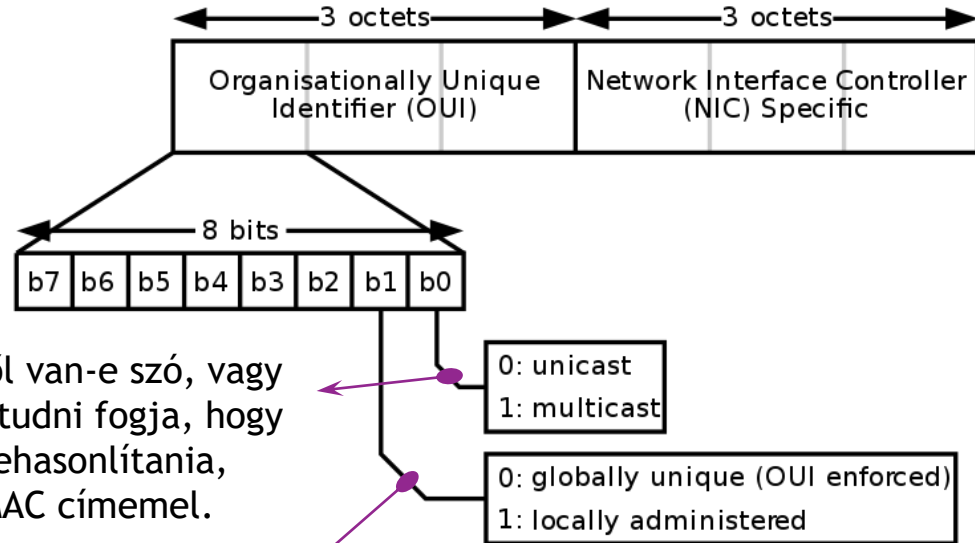 3 octets
3 octets
Organisationally Unique
Identifier (OUI)
Network Interface Controller
(NIC) Specific
8 bits
b7 b6 b5 b4 b3 b2 b1 b0
0: unicast
1: multicast
ől van-e szó, vagy
tudni fogja, hogy
ehasonlítania,
MAC címemel.
0: globally unique (OUI enforced)
1: locally administered